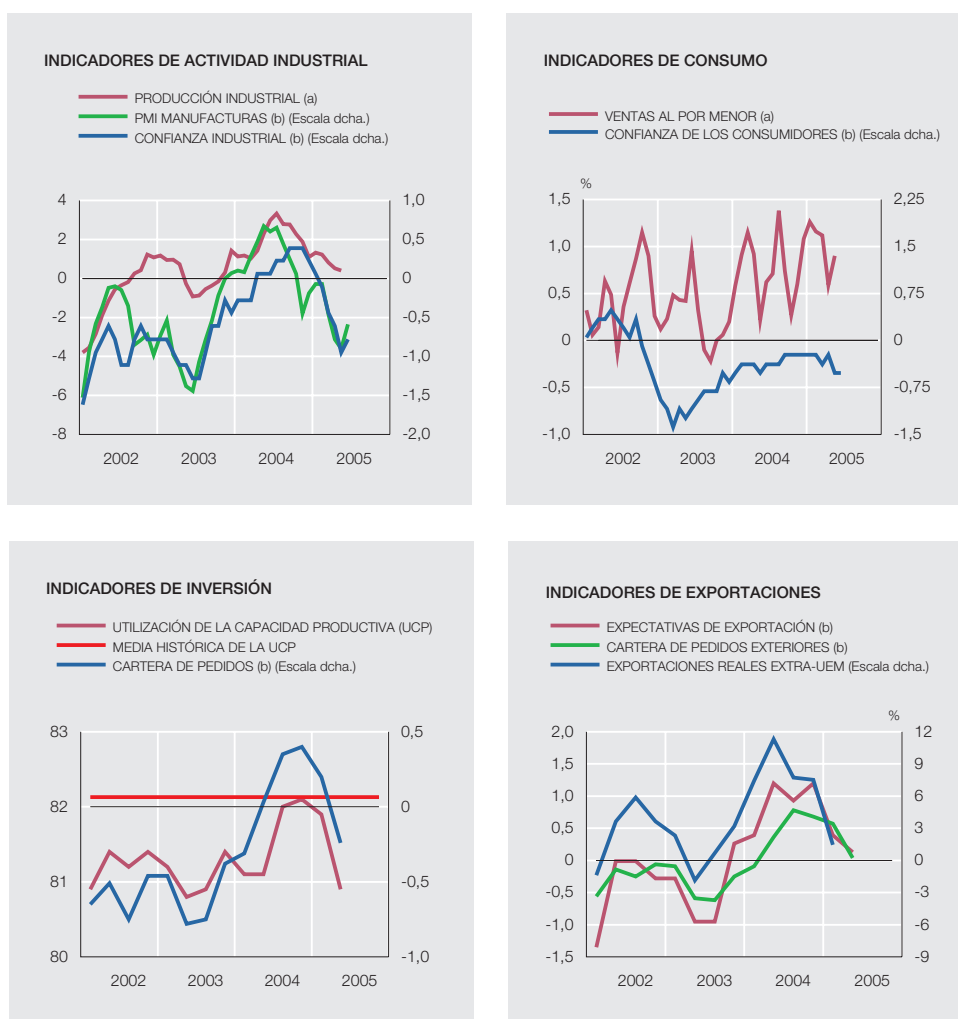 INDICADORES DE ACTIVIDAD INDUSTRIAL
PRODUCCIÓN INDUSTRIAL (a)
PMI MANUFACTURAS (b) (Escala dcha.)
CONFIANZA INDUSTRIAL (b) (Escala dcha.)
4
2
0
-2
-4
-6
-8
1,0
0,5
0
-0,5
-1,0
-1,5
-2,0
2002 2003 2004 2005
INDICADORES DE CONSUMO
VENTAS AL POR MENOR (a)
CONFIANZA DE LOS CONSUMIDORES (b) (Escala dcha.)
%
1,5
1,0
0,5
0
-0,5
-1,0
2,25
1,5
0,75
0
-0,75
-1,5
2002 2003 2004 2005
INDICADORES DE INVERSIÓN
UTILIZACIÓN DE LA CAPACIDAD PRODUCTIVA (UCP)
MEDIA HISTÓRICA DE LA UCP
CARTERA DE PEDIDOS (b) (Escala dcha.)
83
82
81
80
0,5
0
-0,5
-1,0
2002 2003 2004 2005
INDICADORES DE EXPORTACIONES
EXPECTATIVAS DE EXPORTACIÓN (b)
CARTERA DE PEDIDOS EXTERIORES (b)
EXPORTACIONES REALES EXTRA-UEM (Escala dcha.)
%
2,0
1,5
1,0
0,5
0
-0,5
-1,0
-1,5
12
9
6
3
0
-3
-6
-9
2002 2003 2004 2005